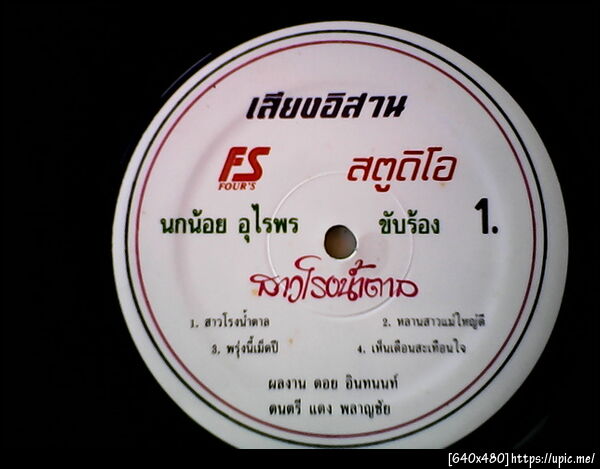 เสียงอิสาน
FS สตูดิโอ
FOUR'S
นกน้อย อุไรพร ขับร้อง 1.
สาวโรงน้ำตาล
1. สาวโรงน้ำตาล 2. หลานสาวแม่ใหญ่ดี
3. พรุ่งนี้เม็ดปี 4. เห็นเดือนสะเทือนใจ
ผลงาน ดอย อินทนนท์
ดนตรี แดง พลาญชัย
[640x480]https://upic.me/